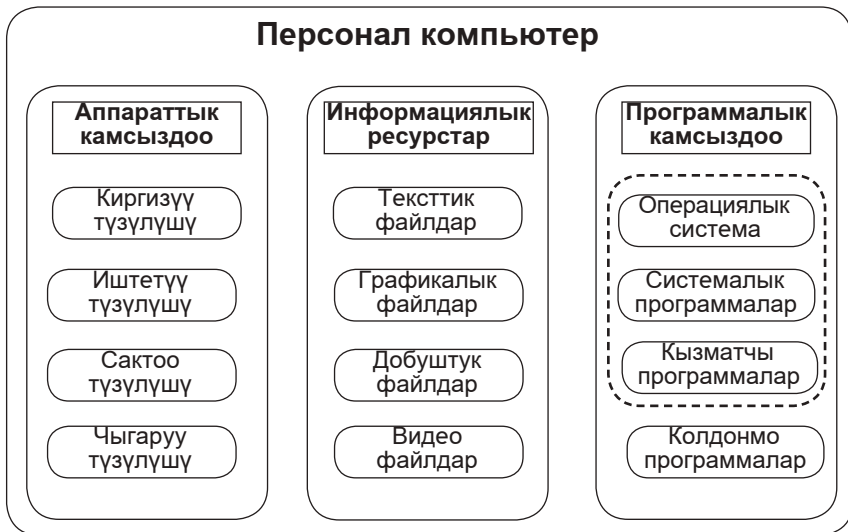 Персонал компьютер
Аппараттык
камсыздоо
Киргизүү
түзүлүшү
Иштетүү
түзүлүшү
Сактоо
түзүлүшү
Чыгаруу
түзүлүшү
Информациялык
ресурстар
Тексттик
файлдар
Графикалык
файлдар
Добуштук
файлдар
Видео
файлдар
Программалык
камсыздоо
Операциялык
система
Системалык
программалар
Кызматчы
программалар
Колдонмо
программалар